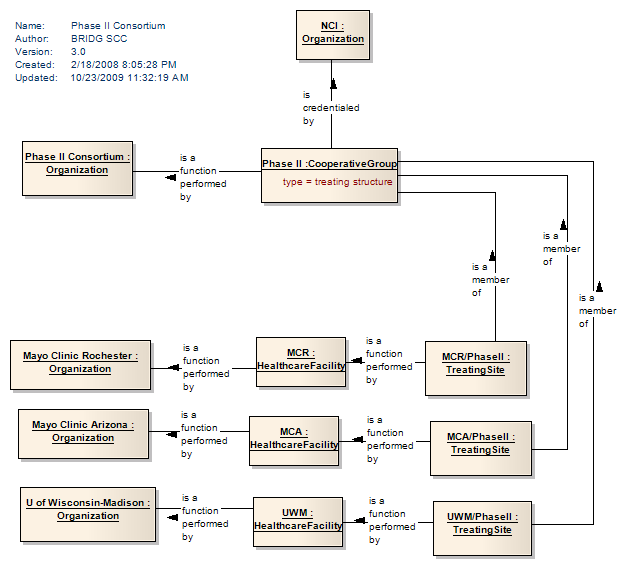 Name: Phase II Consortium
Author: BRIDG SCC
Version: 3.0
Created: 2/18/2008 8:05:28 PM
Updated: 10/23/2009 11:32:19 AM
NCI :
Organization
is
credentialed
by
Phase II Consortium :
Organization
is a
function
performed
by
Phase II :CooperativeGroup
type = treating structure
is a
member
of
is a
member
of
is a
member
of
Mayo Clinic Rochester :
Organization
is a
function
performed
by
MCR :
HealthcareFacility
is a
function
performed
by
MCR/PhaseII :
TreatingSite
Mayo Clinic Arizona :
Organization
is a
function
performed
by
MCA :
HealthcareFacility
is a
function
performed
by
MCA/PhaseII :
TreatingSite
U of Wisconsin-Madison :
Organization
is a
function
performed
by
UWM :
HealthcareFacility
is a
function
performed
by
UWM/PhaseII :
TreatingSite